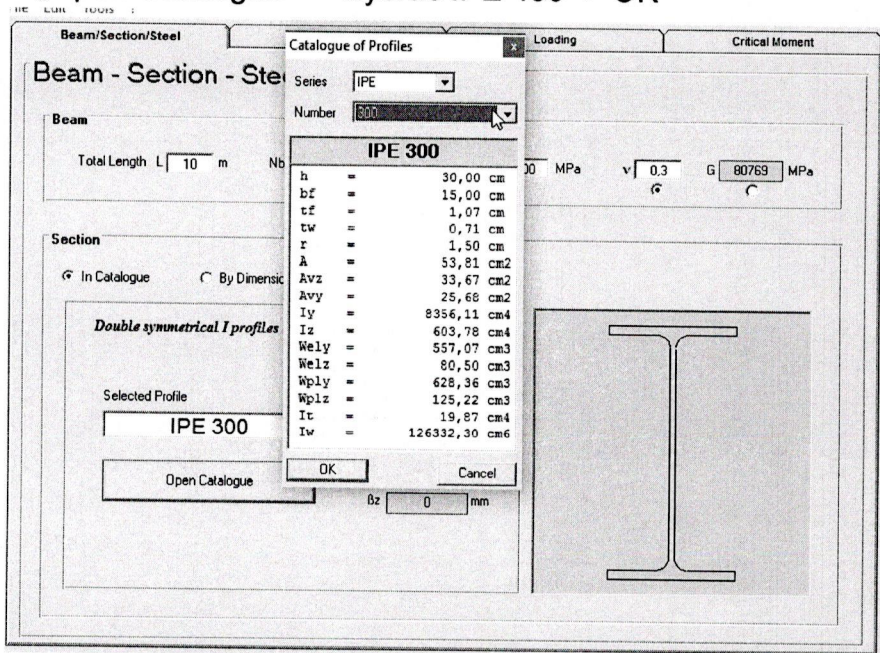 File Edit Tools ?
Beam/Section/Steel
Loading
Critical Moment
Beam - Section - Ste
Catalogue of Profiles
x
Series IPE
Number 300
Beam
Total Length L 10 m Nb
MPa ν 0,3 G 80769 MPa
IPE 300
h = 30,00 cm
bf = 15,00 cm
tf = 1,07 cm
tw = 0,71 cm
r = 1,50 cm
A = 53,81 cm2
Avz = 33,67 cm2
Avy = 25,68 cm2
Iy = 8356,11 cm4
Iz = 603,78 cm4
Wely = 557,07 cm3
Welz = 80,50 cm3
Wply = 628,36 cm3
Wplz = 125,22 cm3
It = 19,87 cm4
Iw = 126332,30 cm6
OK Cancel
Section
In Catalogue By Dimensic
Double symmetrical I profiles
Selected Profile
IPE 300
Open Catalogue
βz 0 mm